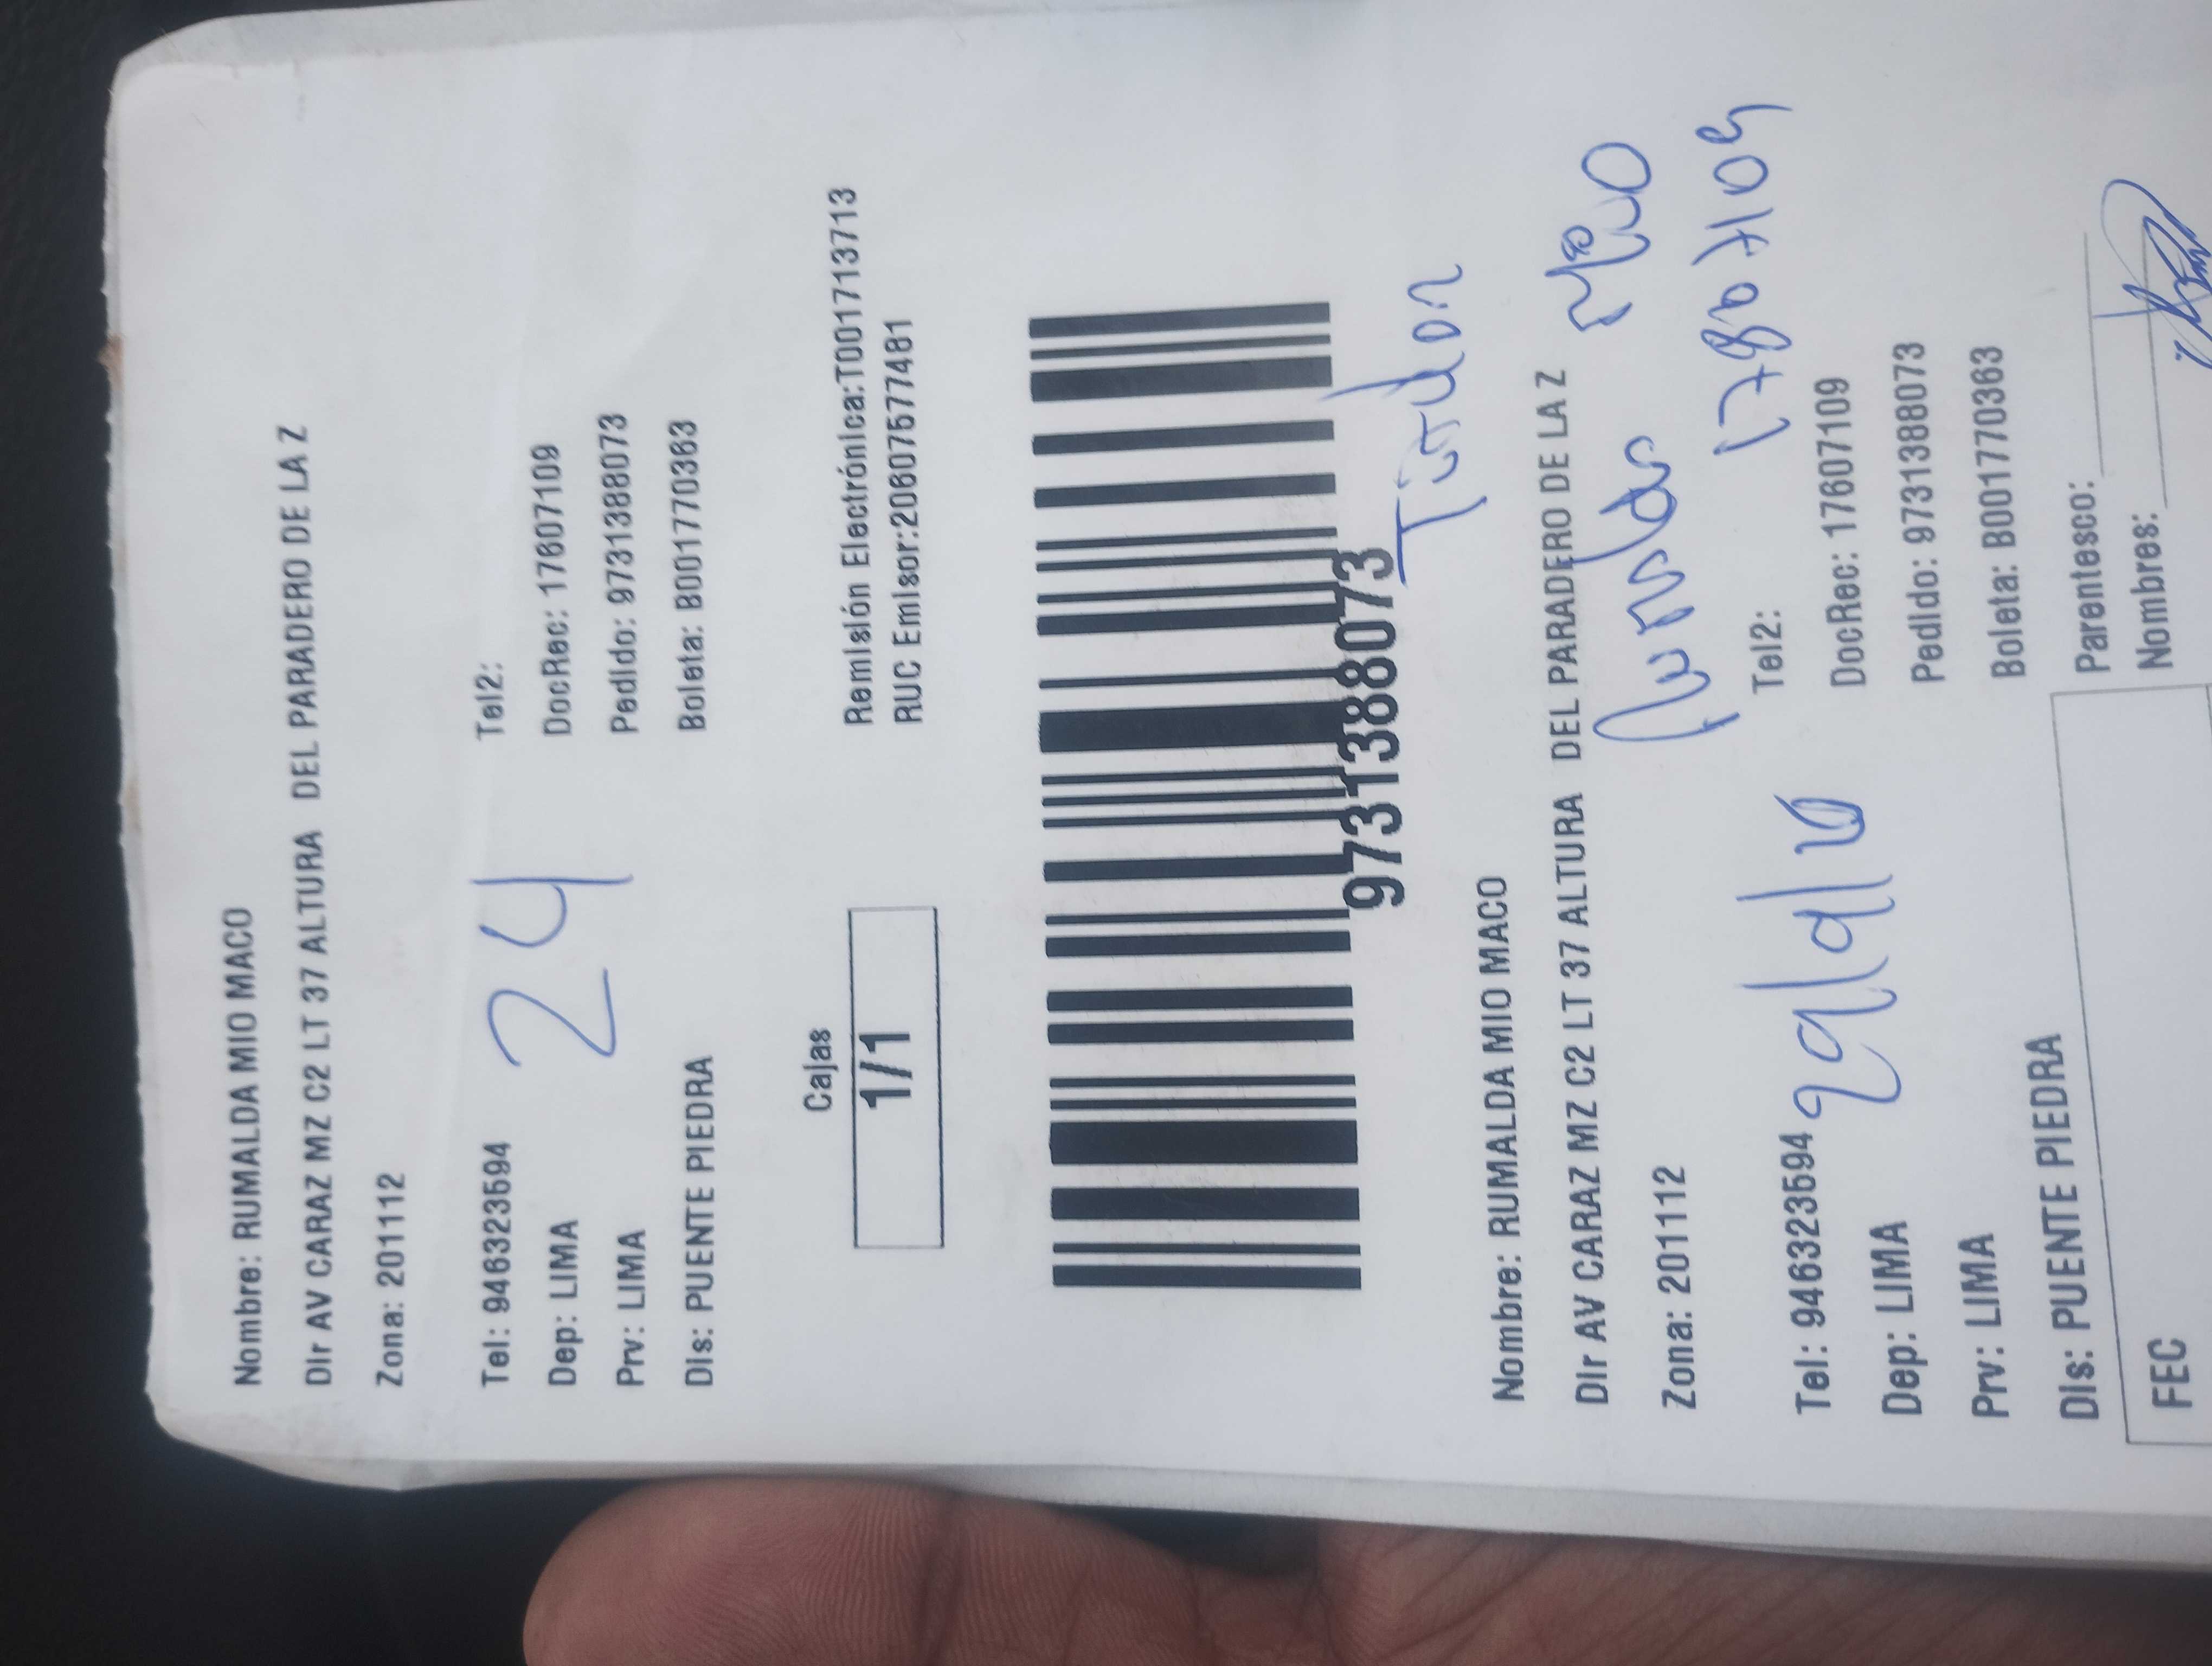 Nombre: RUMALDA MIO MACO
Dir AV CARAZ MZ C2 LT 37 ALTURA DEL PARADERO DE LA Z
Zona: 201112
Tel: 946323594 Tel2:
24
Dep: LIMA DocRec: 17607109
Prv: LIMA Pedido: 9731388073
Dis: PUENTE PIEDRA Boleta: B001770363
Cajas
1/1
Remisión Electrónica:T001713713
RUC Emisor:20607577481
9731388073
Nombre: RUMALDA MIO MACO
Dir AV CARAZ MZ C2 LT 37 ALTURA DEL PARADERO DE LA Z
Zona: 201112
Tel: 946323594 Tel2:
Dep: LIMA DocRec: 17607109
Prv: LIMA Pedido: 9731388073
Dis: PUENTE PIEDRA Boleta: B001770363
Parentesco:
Nombres:
FEC